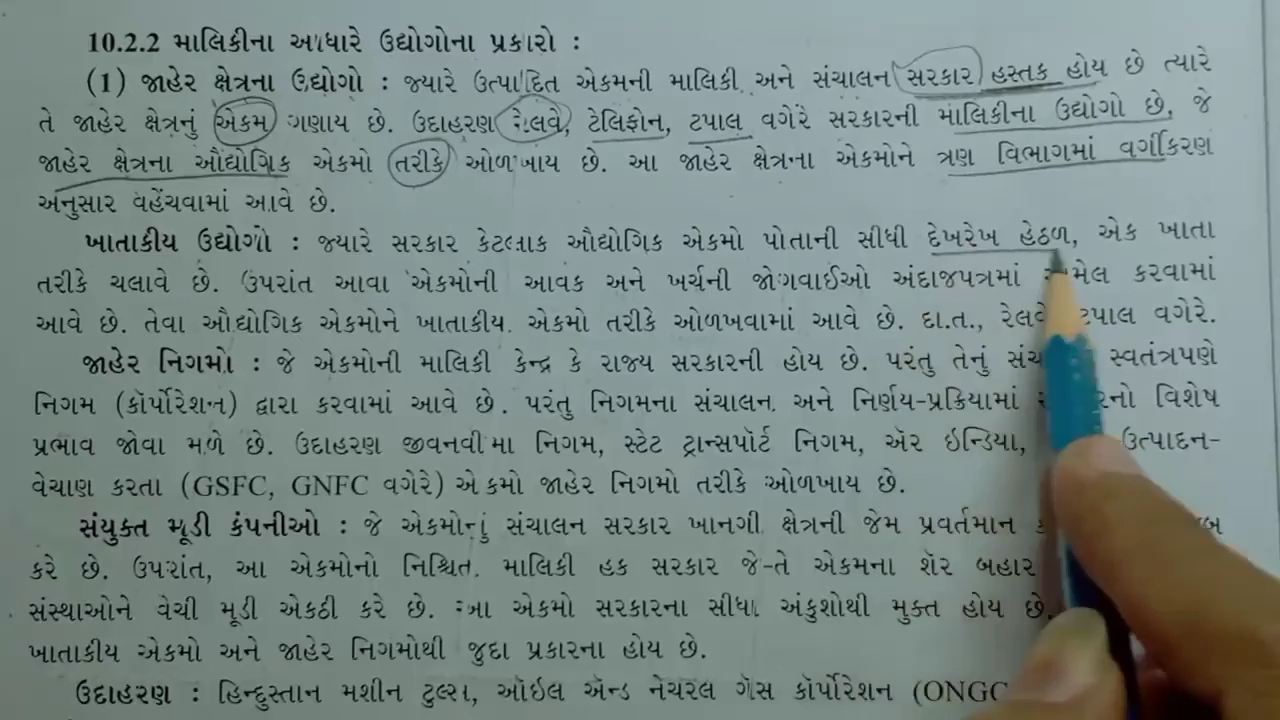 10.2.2 માલિકીના આધારે ઉદ્યોગોના પ્રકારો :
(1) જાહેર ક્ષેત્રના ઉદ્યોગો : જ્યારે ઉત્પાદિત એકમની માલિકી અને સંચાલન સરકાર હસ્તક હોય છે ત્યારે
તે જાહેર ક્ષેત્રનું એકમ ગણાય છે. ઉદાહરણ રેલવે, ટેલિફોન, ટપાલ વગેરે સરકારની માલિકીના ઉદ્યોગો છે, જે
જાહેર ક્ષેત્રના ઔદ્યોગિક એકમો તરીકે ઓળખાય છે. આ જાહેર ક્ષેત્રના એકમોને ત્રણ વિભાગમાં વર્ગીકરણ
અનુસાર વહેંચવામાં આવે છે.
ખાતાકીય ઉદ્યોગો : જ્યારે સરકાર કેટલાક ઔદ્યોગિક એકમો પોતાની સીધી દેખરેખ હેઠળ, એક ખાતા
તરીકે ચલાવે છે. ઉપરાંત આવા એકમોની આવક અને ખર્ચની જોગવાઈઓ અંદાજપત્રમાં કરવામાં
આવે છે. તેવા ઔદ્યોગિક એકમોને ખાતાકીય એકમો તરીકે ઓળખવામાં આવે છે. દા.ત., રેલવે ટપાલ વગેરે.
જાહેર નિગમો : જે એકમોની માલિકી કેન્દ્ર કે રાજ્ય સરકારની હોય છે. પરંતુ તેનું સ્વતંત્રપણે
નિગમ (કૉર્પોરેશન) દ્વારા કરવામાં આવે છે. પરંતુ નિગમના સંચાલન અને નિર્ણય-પ્રક્રિયામાં વિશેષ
પ્રભાવ જોવા મળે છે. ઉદાહરણ જીવનવીમા નિગમ, સ્ટેટ ટ્રાન્સપૉર્ટ નિગમ, ઍર ઇન્ડિયા, ઉત્પાદન-
વેચાણ કરતા (GSFC, GNFC વગેરે) એકમો જાહેર નિગમો તરીકે ઓળખાય છે.
સંયુક્ત મૂડી કંપનીઓ : જે એકમોનું સંચાલન સરકાર ખાનગી ક્ષેત્રની જેમ પ્રવર્તમાન
કરે છે. ઉપરાંત, આ એકમોનો નિશ્ચિત માલિકી હક સરકાર જે-તે એકમના શૅર બહાર
સંસ્થાઓને વેચી મૂડી એકઠી કરે છે. આ એકમો સરકારના સીધા અંકુશોથી મુક્ત હોય છે.
ખાતાકીય એકમો અને જાહેર નિગમોથી જુદા પ્રકારના હોય છે.
ઉદાહરણ : હિન્દુસ્તાન મશીન ટુલ્સ, ઑઇલ ઍન્ડ નેચરલ ગૅસ કૉર્પોરેશન (ONGC